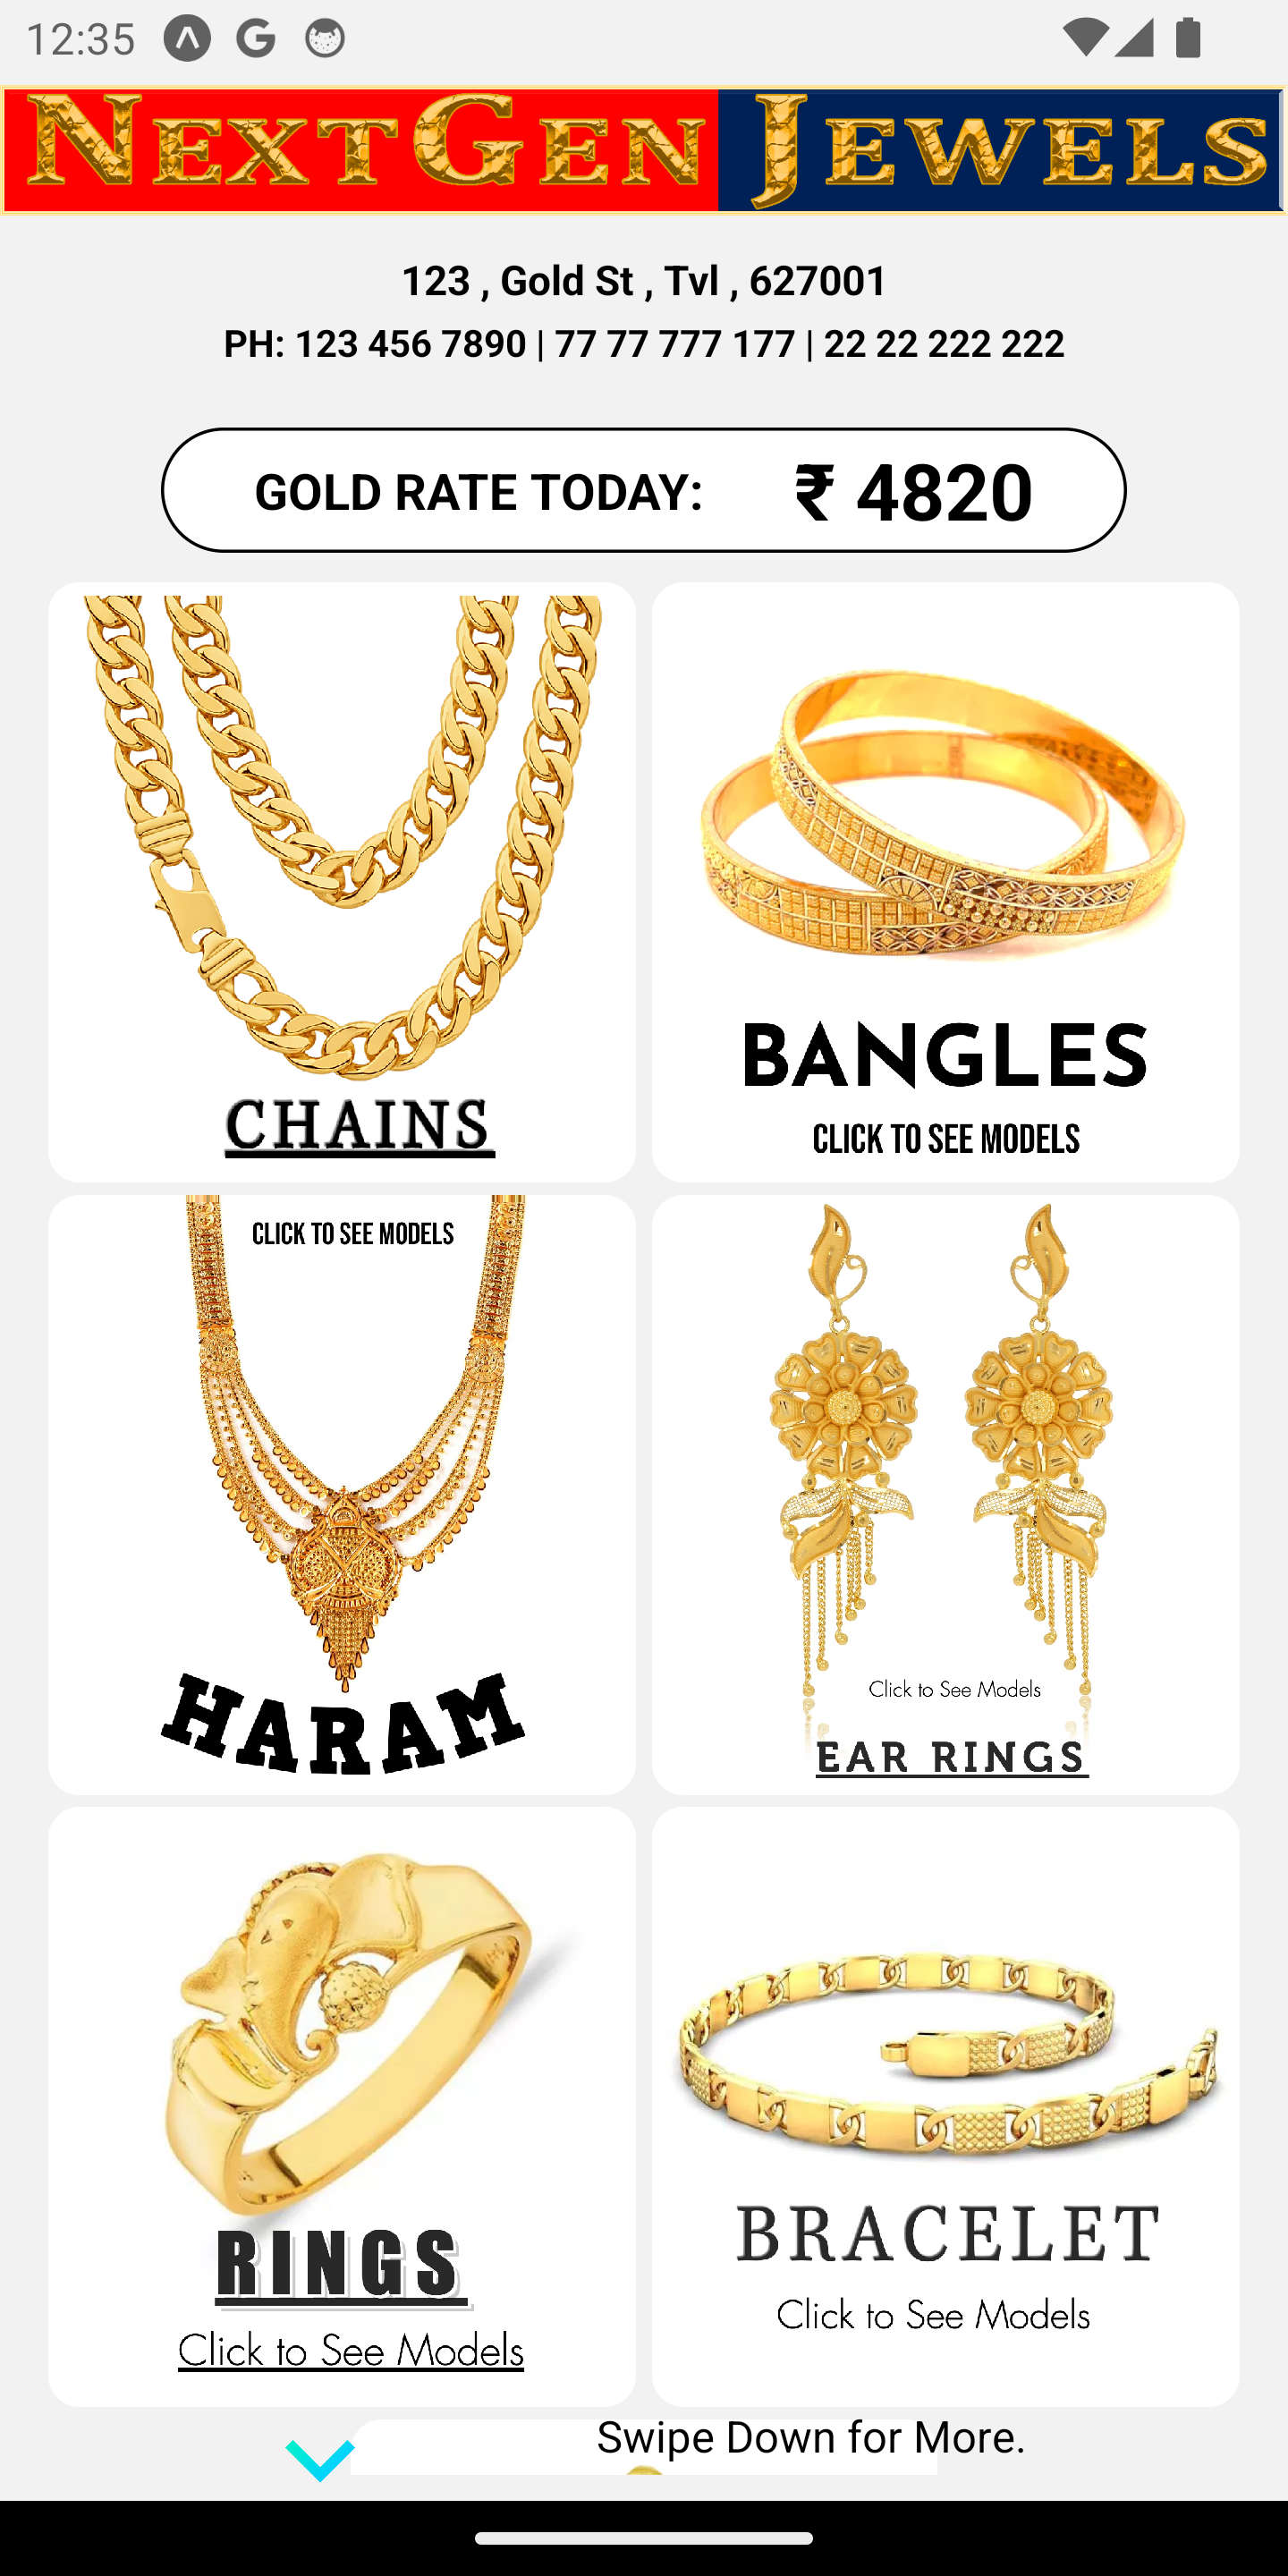 12:35
NEXTGEN JEWELS
123 , Gold St , Tvl , 627001
PH: 123 456 7890 | 77 77 777 177 | 22 22 222 222
GOLD RATE TODAY: ₹ 4820
CHAINS
BANGLES
CLICK TO SEE MODELS
CLICK TO SEE MODELS
HARAM
Click to See Models
EAR RINGS
RINGS
Click to See Models
BRACELET
Click to See Models
Swipe Down for More.